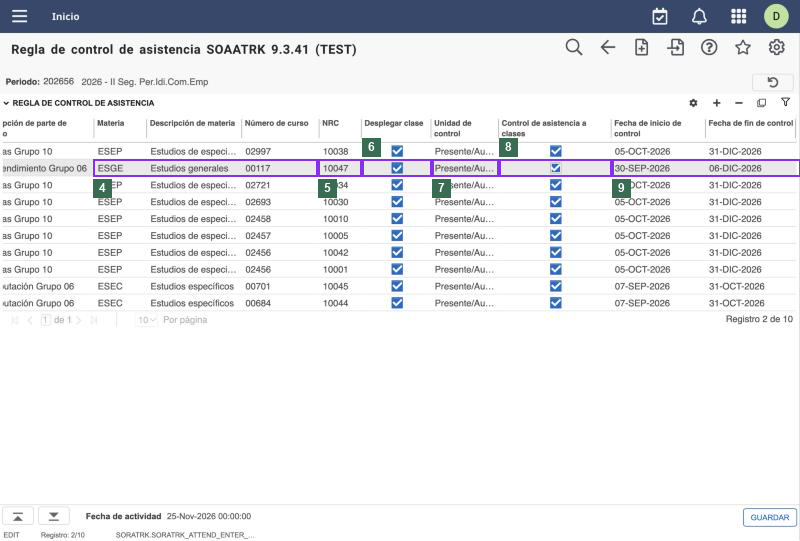 Inicio
D
Regla de control de asistencia SOAATRK 9.3.41 (TEST)
Periodo: 202656 2026 - II Seg. Per.Idi.Com.Emp
REGLA DE CONTROL DE ASISTENCIA
pción de parte de
o
Materia
Descripción de materia
Número de curso
NRC
Desplegar clase
Unidad de
control
Control de asistencia a
clases
Fecha de inicio de
control
Fecha de fin de control
6
8
as Grupo 10 ESEP Estudios de especi... 02997 10038 Presente/Au... 05-OCT-2026 31-DIC-2026
endimiento Grupo 06 ESGE Estudios generales 00117 10047 Presente/Au... 30-SEP-2026 06-DIC-2026
4
5
7
9
as Grupo 10 EP Estudios de especi... 02721 34 sente/Au... OCT-2026 31-DIC-2026
as Grupo 10 ESEP Estudios de especi... 02693 10030 Presente/Au... 05-OCT-2026 31-DIC-2026
as Grupo 10 ESEP Estudios de especi... 02458 10010 Presente/Au... 05-OCT-2026 31-DIC-2026
as Grupo 10 ESEP Estudios de especi... 02457 10005 Presente/Au... 05-OCT-2026 31-DIC-2026
as Grupo 10 ESEP Estudios de especi... 02456 10042 Presente/Au... 05-OCT-2026 31-DIC-2026
as Grupo 10 ESEP Estudios de especi... 02456 10001 Presente/Au... 05-OCT-2026 31-DIC-2026
outación Grupo 06 ESEC Estudios específicos 00701 10045 Presente/Au... 07-SEP-2026 31-OCT-2026
outación Grupo 06 ESEC Estudios específicos 00684 10044 Presente/Au... 07-SEP-2026 31-OCT-2026
1 de 1 10 Por página Registro 2 de 10
Fecha de actividad 25-Nov-2026 00:00:00
GUARDAR
EDIT Registro: 2/10 SORATRK.SORATRK_ATTEND_ENTER_...